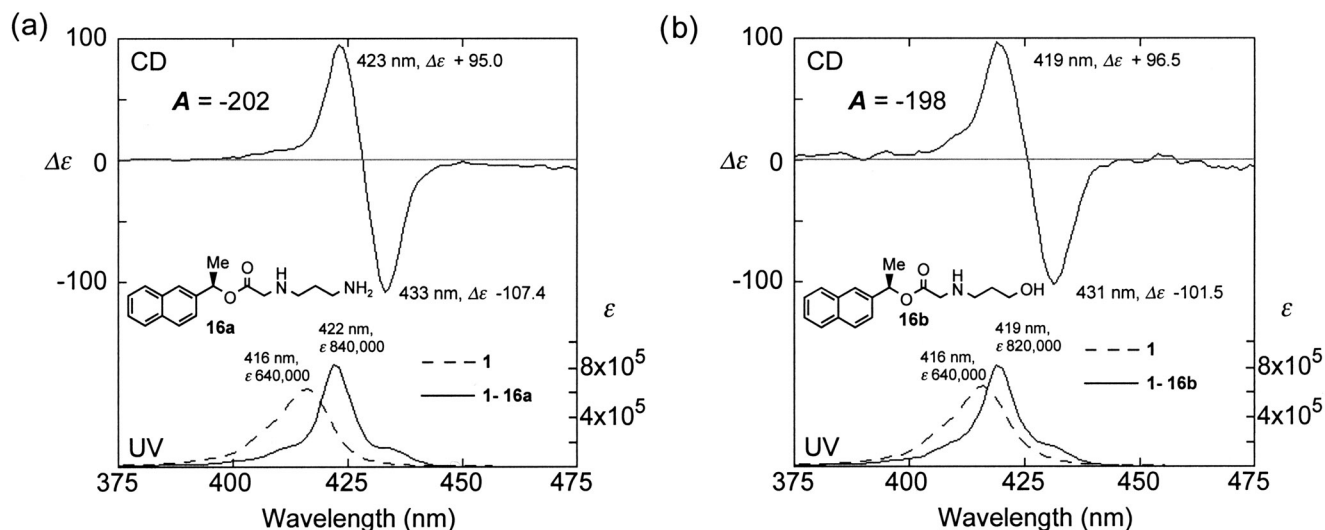 (a)
100
CD
423 nm, Δε + 95.0
A = -202
Δε
0
Me
O
H
N
O
NH2
16a
-100
433 nm, Δε -107.4
ε
422 nm,
ε 840,000
416 nm,
ε 640,000
1
1- 16a
8x10^5
4x10^5
UV
375
400
425
450
475
Wavelength (nm)
(b)
100
CD
419 nm, Δε + 96.5
A = -198
Δε
0
Me
O
H
N
O
OH
16b
-100
431 nm, Δε -101.5
ε
419 nm,
ε 820,000
416 nm,
ε 640,000
1
1- 16b
8x10^5
4x10^5
UV
375
400
425
450
475
Wavelength (nm)